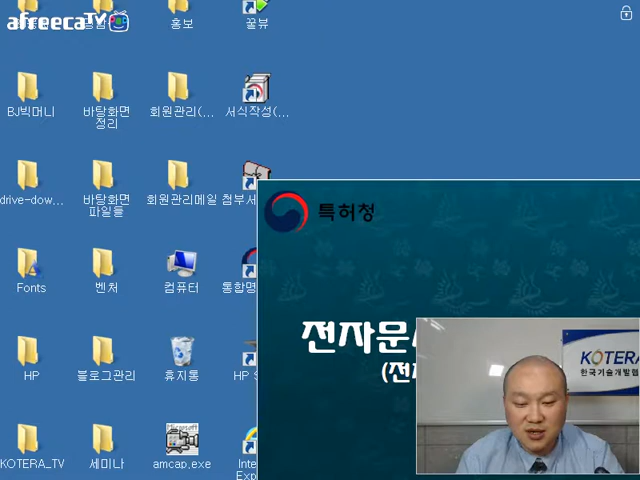 afreecaTV
홍보
꿀뷰
BJ빅머니
바탕화면
정리
회원관리(...
서식작성(...
drive-dow...
바탕화면
파일들
회원관리메일
첨부서
특허청
Fonts
벤처
컴퓨터
통합명
전자문
(전
KOTERA
한국기술개발협
HP
블로그관리
휴지통
HP S
KOTERA_TV
세미나
Microsoft
amcap.exe
Inte
Exp